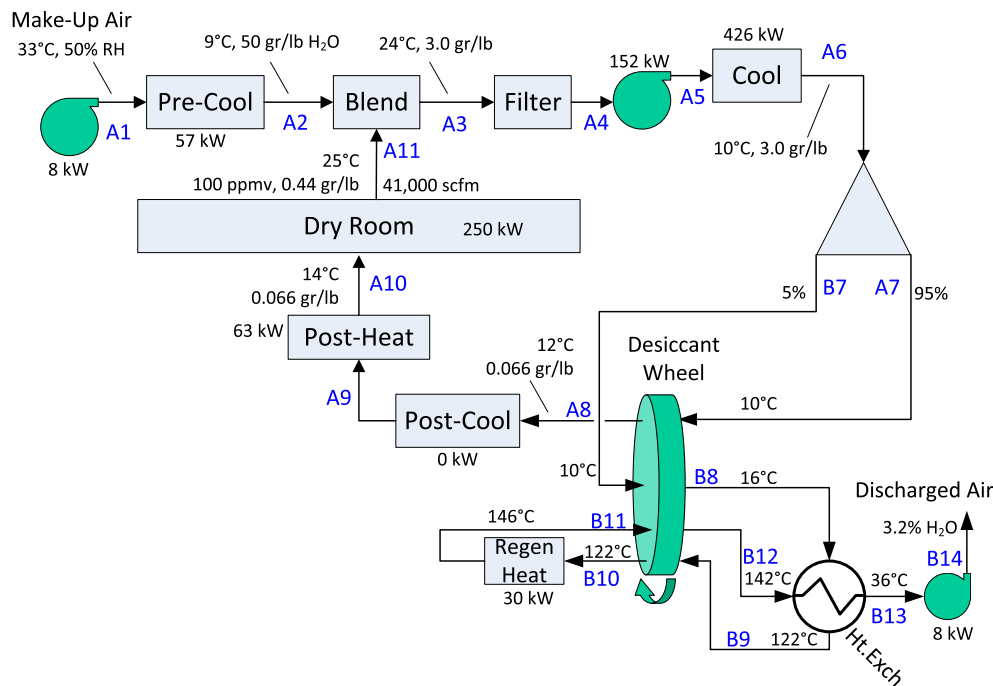 Make-Up Air
33°C, 50% RH
8 kW
A1
Pre-Cool
57 kW
9°C, 50 gr/lb H₂O
A2
Blend
24°C, 3.0 gr/lb
A3
Filter
A4
152 kW
A5
426 kW
Cool
A6
10°C, 3.0 gr/lb
A11
25°C
100 ppmv, 0.44 gr/lb
41,000 scfm
Dry Room
250 kW
14°C
0.066 gr/lb
A10
63 kW
Post-Heat
A9
Post-Cool
0 kW
12°C
0.066 gr/lb
A8
5%
B7
A7
95%
Desiccant
Wheel
10°C
10°C
B8
16°C
146°C
B11
Regen
Heat
30 kW
122°C
B10
B12
142°C
B9
122°C
Ht.Exch
36°C
B13
Discharged Air
3.2% H₂O
B14
8 kW